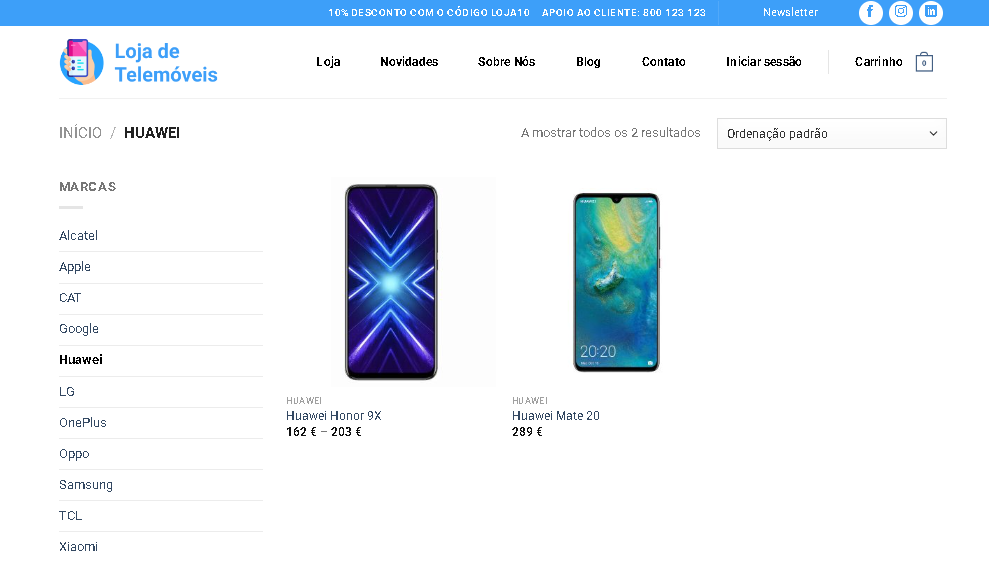 10% DESCONTO COM O CÓDIGO LOJA10 APOIO AO CLIENTE: 800 123 123 Newsletter
Loja de
Telemóveis
Loja Novidades Sobre Nós Blog Contato Iniciar sessão Carrinho 0
INÍCIO / HUAWEI
A mostrar todos os 2 resultados Ordenação padrão
MARCAS
Alcatel
Apple
CAT
Google
Huawei
LG
OnePlus
Oppo
Samsung
TCL
Xiaomi
HUAWEI
Huawei Honor 9X
162 € – 203 €
20:20
HUAWEI
Huawei Mate 20
289 €